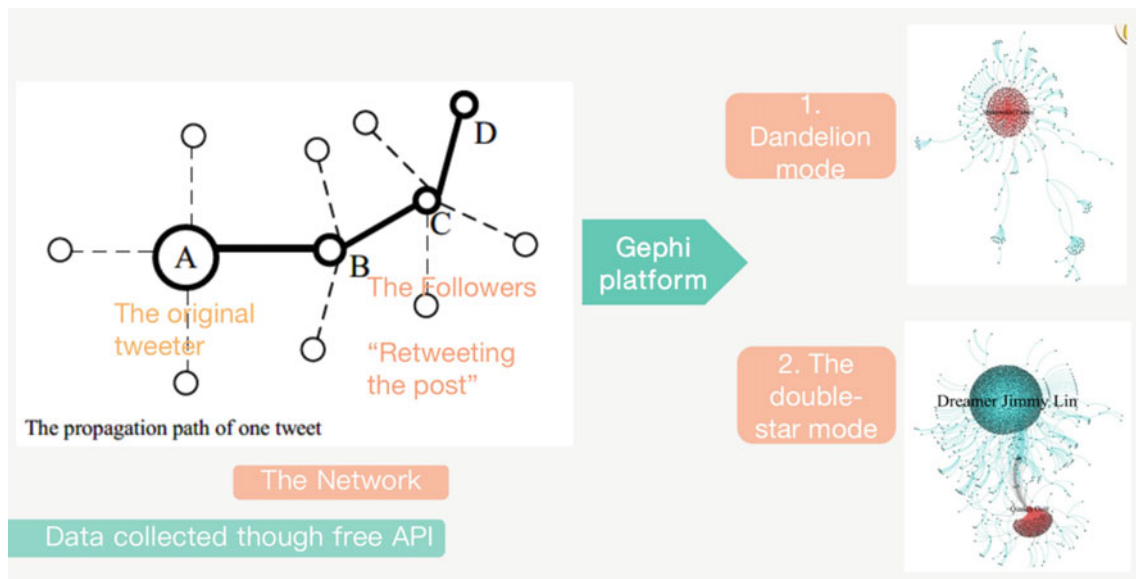 A
B
C
D
The original
tweeter
The Followers
“Retweeting
the post”
The propagation path of one tweet
The Network
Data collected though free API
Gephi
platform
1.
Dandelion
mode
2. The
double-
star mode
Dreamer Jimmy Lin